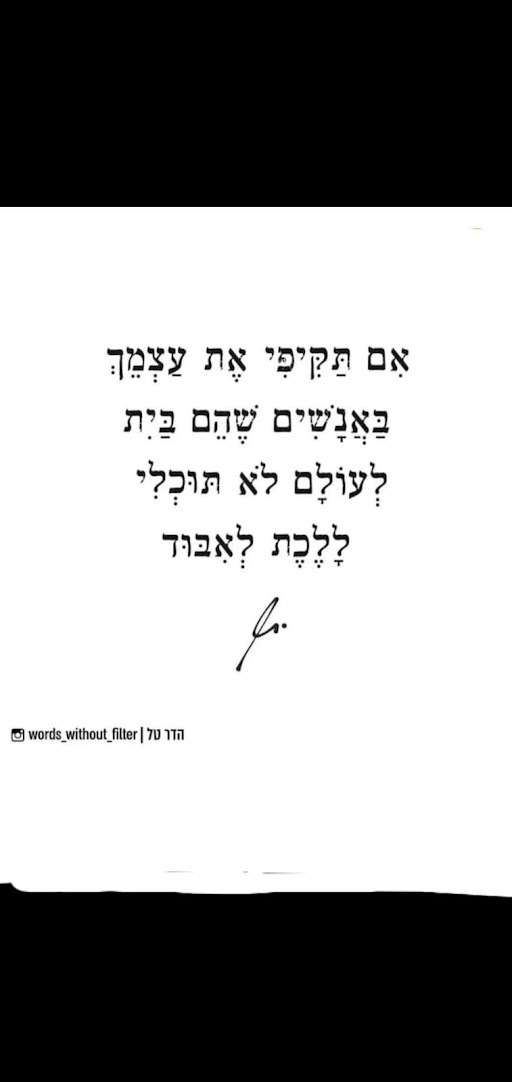 אִם תַּקִּיפִּי אֶת עַצְמֵךְ
בַּאֲנָשִׁים שֶׁהֵם בַּיִת
לְעוֹלָם לֹא תּוּכְלִי
לָלֶכֶת לְאִבּוּד
words_without_filter | הדר טל